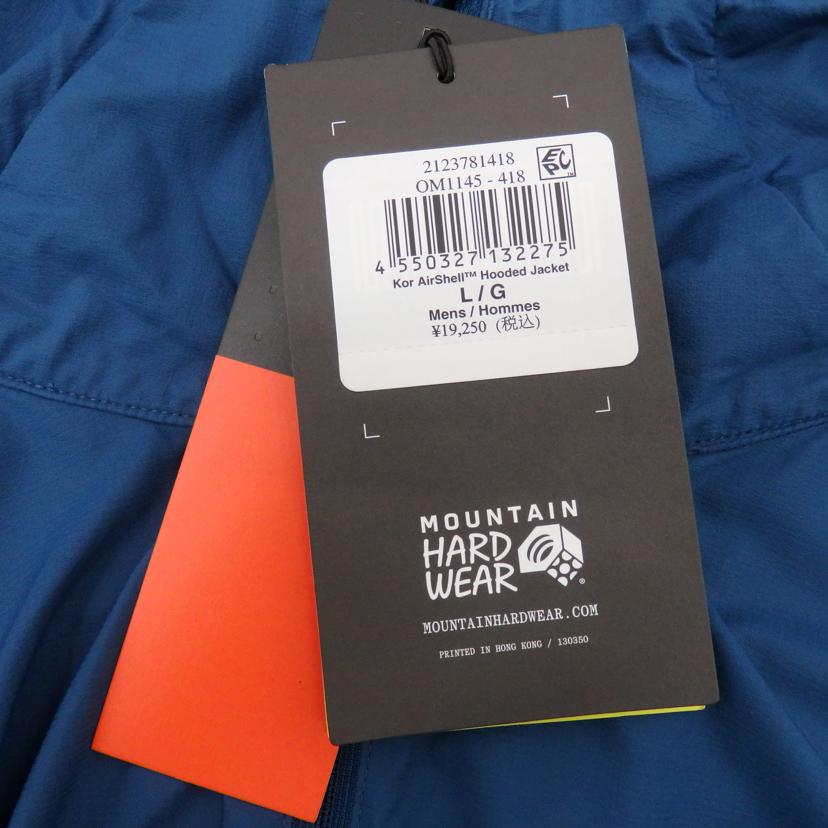 2123781418
OM1145 - 418
EPC™
4 550327 132275
Kor AirShell™ Hooded Jacket
L / G
Mens / Hommes
¥19,250 (税込)
MOUNTAIN
HARD
WEAR®
MOUNTAINHARDWEAR.COM
PRINTED IN HONG KONG / 130350